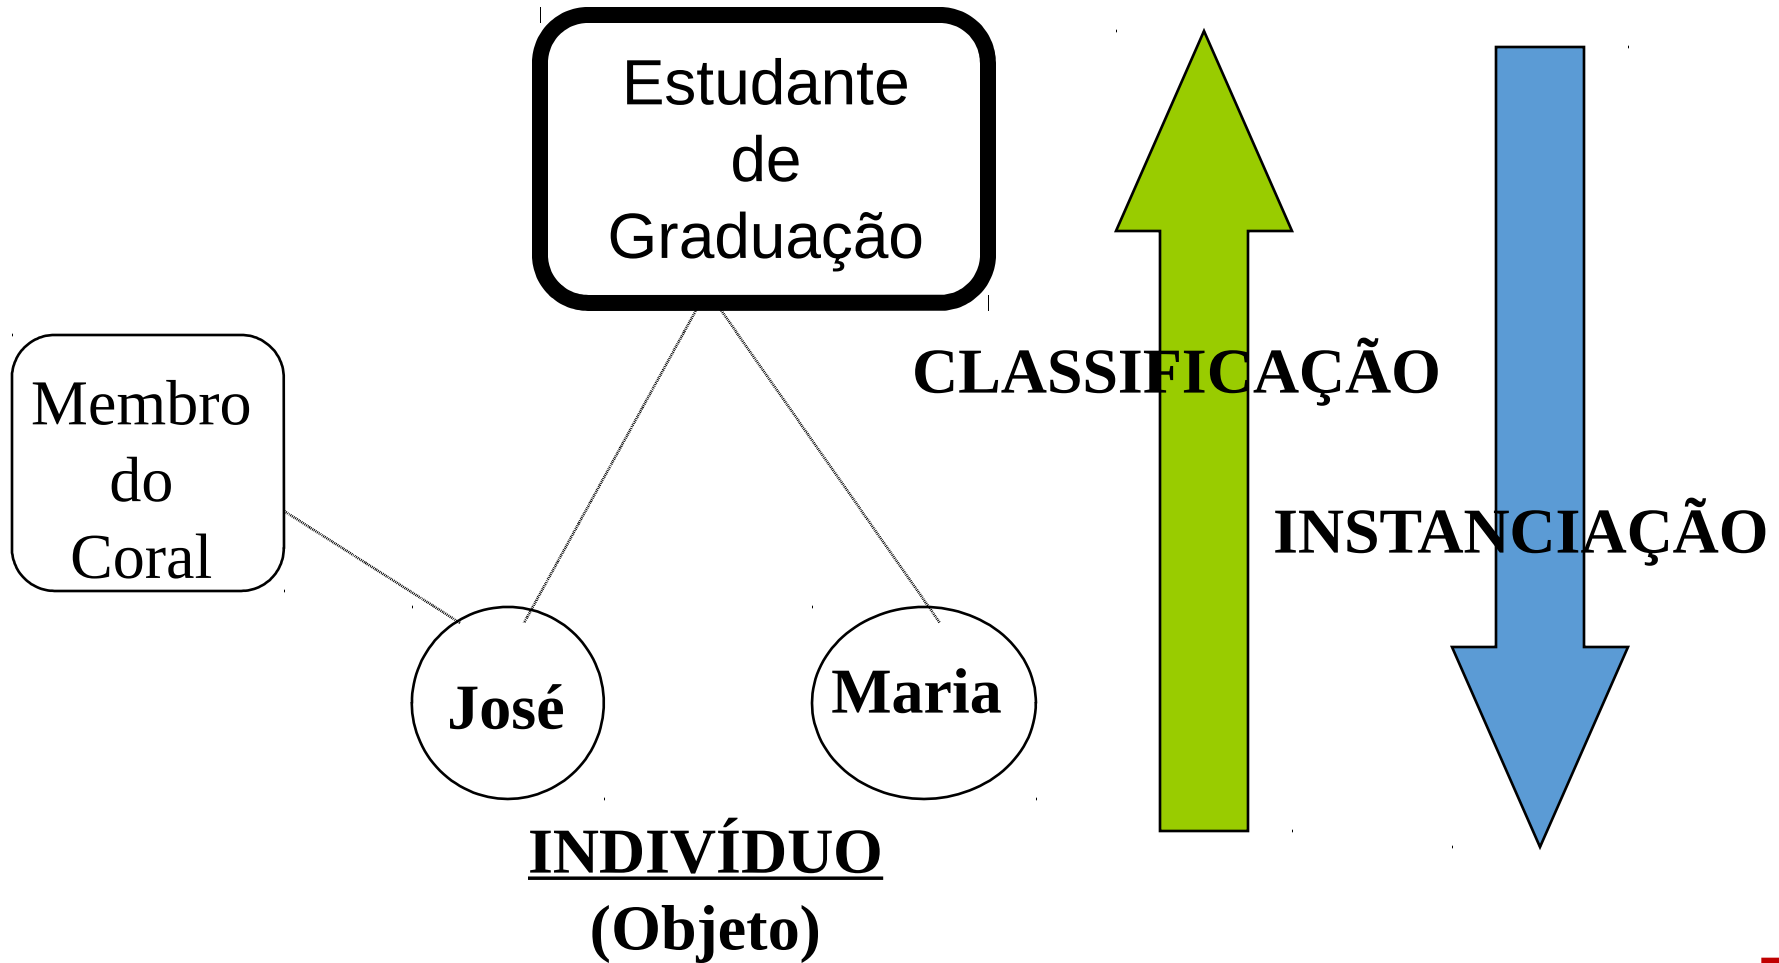 Estudante
de
Graduação
CLASSIFICAÇÃO
Membro
do
Coral
INSTANCIAÇÃO
José
Maria
INDIVÍDUO
(Objeto)